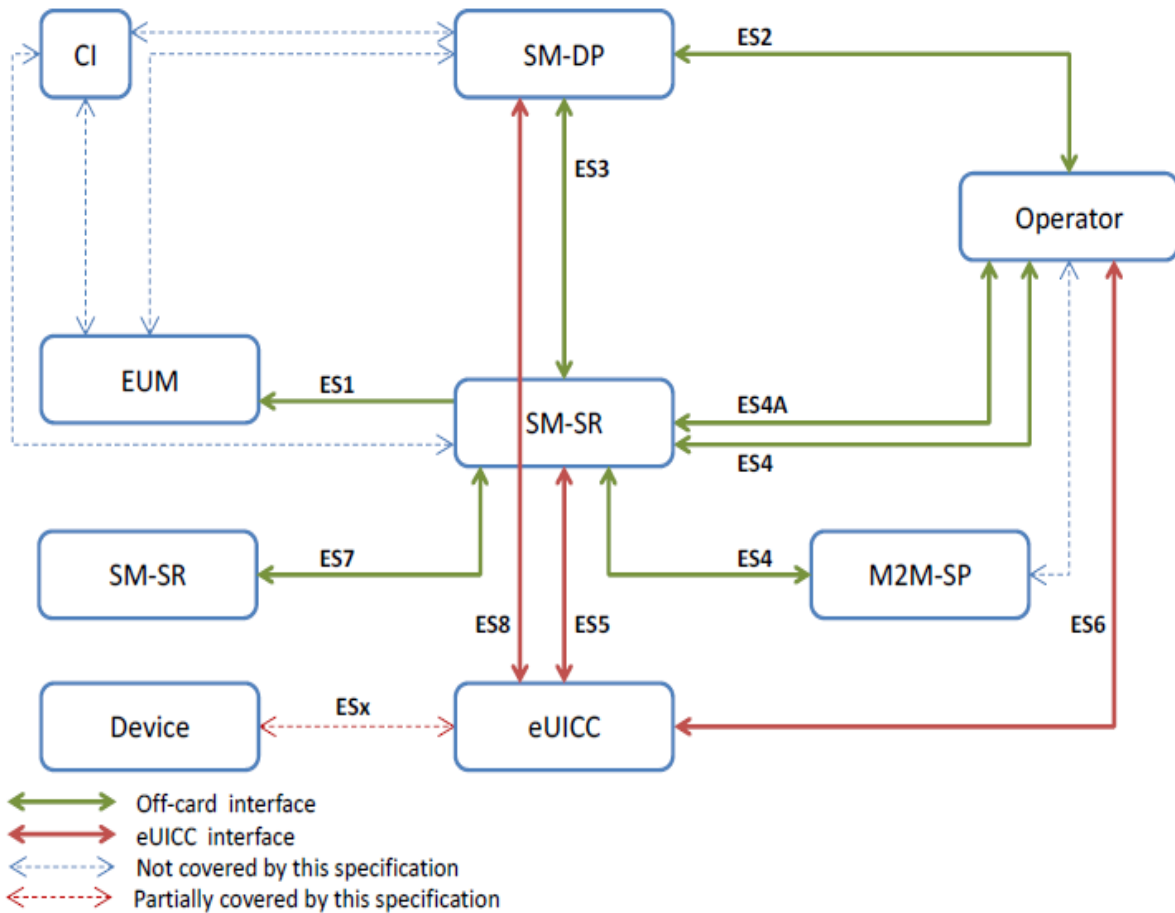 CI
SM-DP
ES2
ES3
Operator
EUM
ES1
SM-SR
ES4A
ES4
SM-SR
ES7
ES4
M2M-SP
ES8
ES5
ES6
Device
ESx
eUICC
Off-card interface
eUICC interface
Not covered by this specification
Partially covered by this specification